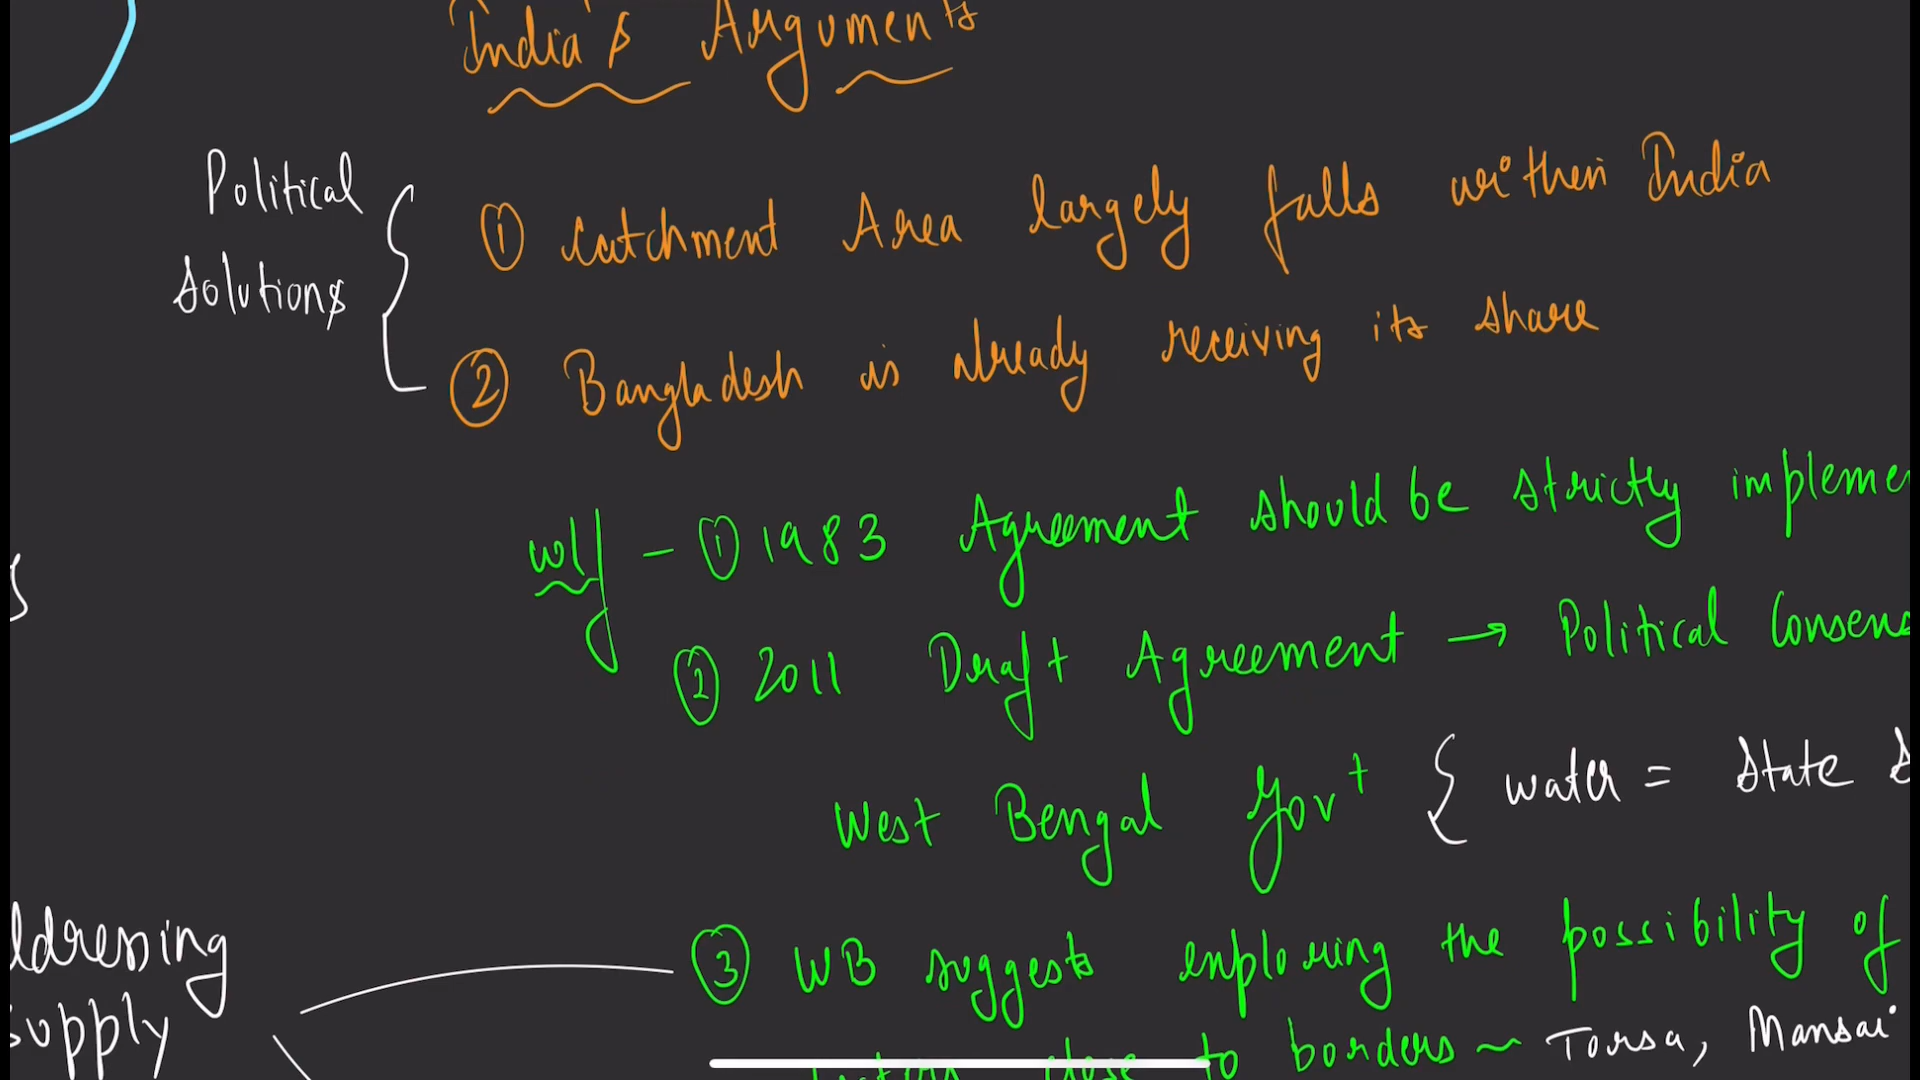 India's Arguments
Political
Solutions
① Catchment Area largely falls within India
② Bangladesh is already receiving its share
① 1983 Agreement should be strictly impleme
② 2011 Draft Agreement → Political Consens
West Bengal Govt { water = State S
ddressing
supply
③ WB suggests exploring the possibility of
close to borders ~ Torsa, Mansai